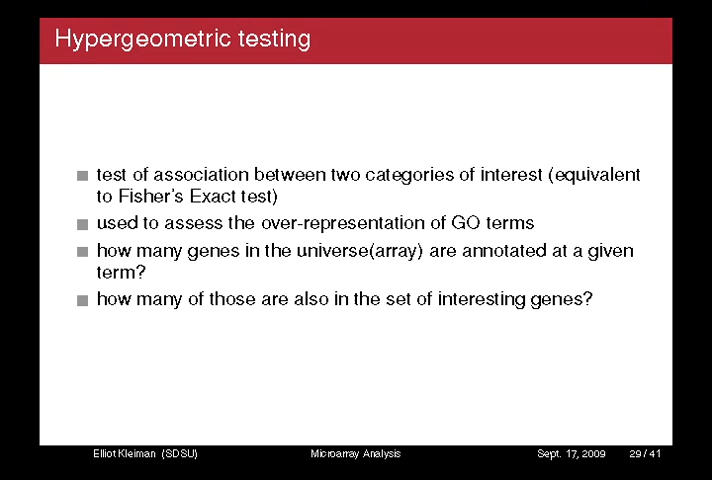 Hypergeometric testing
test of association between two categories of interest (equivalent
to Fisher's Exact test)
used to assess the over-representation of GO terms
how many genes in the universe(array) are annotated at a given
term?
how many of those are also in the set of interesting genes?
Elliot Kleiman (SDSU) Microarray Analysis Sept. 17, 2009 29 / 41